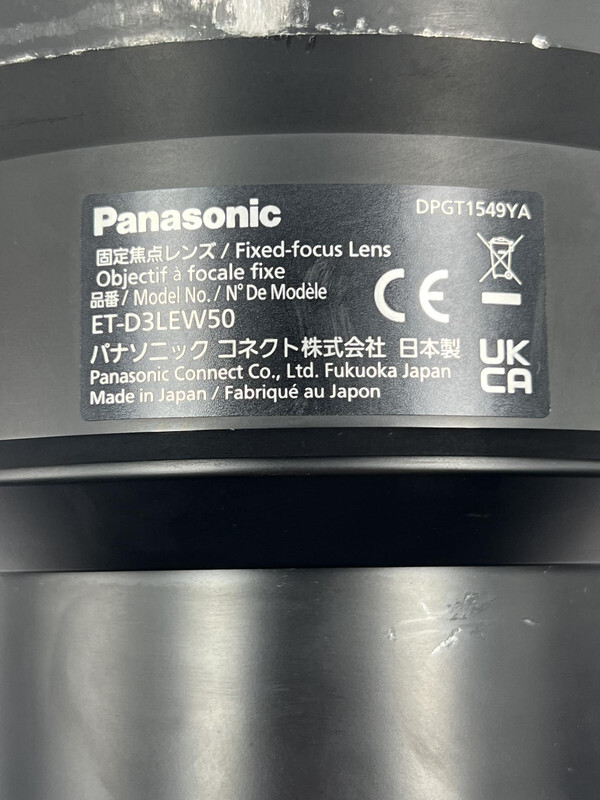 Panasonic
DPGT1549YA
固定焦点レンズ / Fixed-focus Lens
Objectif à focale fixe
品番 / Model No. / N° De Modèle
ET-D3LEW50
CE
パナソニック コネクト株式会社 日本製
UK
CA
Panasonic Connect Co., Ltd. Fukuoka Japan
Made in Japan / Fabriqué au Japon